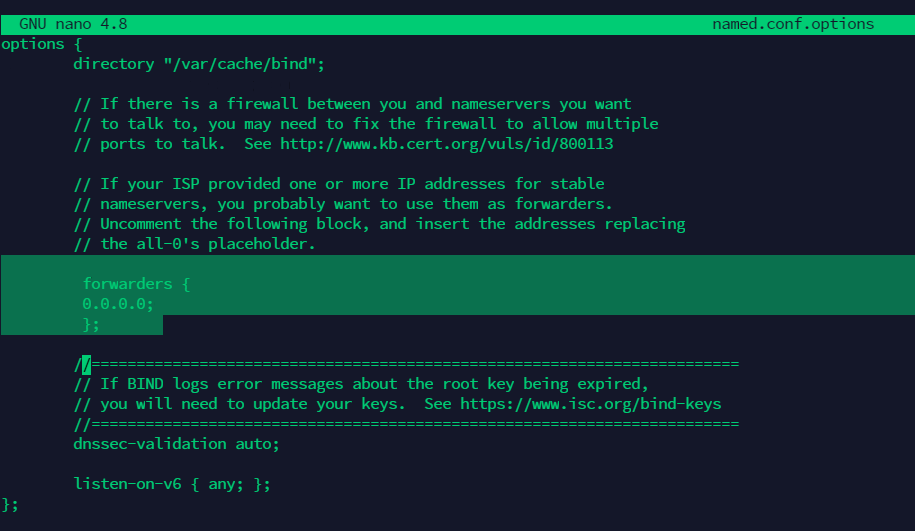 GNU nano 4.8 named.conf.options
options {
directory "/var/cache/bind";
// If there is a firewall between you and nameservers you want
// to talk to, you may need to fix the firewall to allow multiple
// ports to talk.  See http://www.kb.cert.org/vuls/id/800113
// If your ISP provided one or more IP addresses for stable
// nameservers, you probably want to use them as forwarders.
// Uncomment the following block, and insert the addresses replacing
// the all-0's placeholder.
forwarders {
0.0.0.0;
};
//========================================================================
// If BIND logs error messages about the root key being expired,
// you will need to update your keys.  See https://www.isc.org/bind-keys
//========================================================================
dnssec-validation auto;
listen-on-v6 { any; };
};